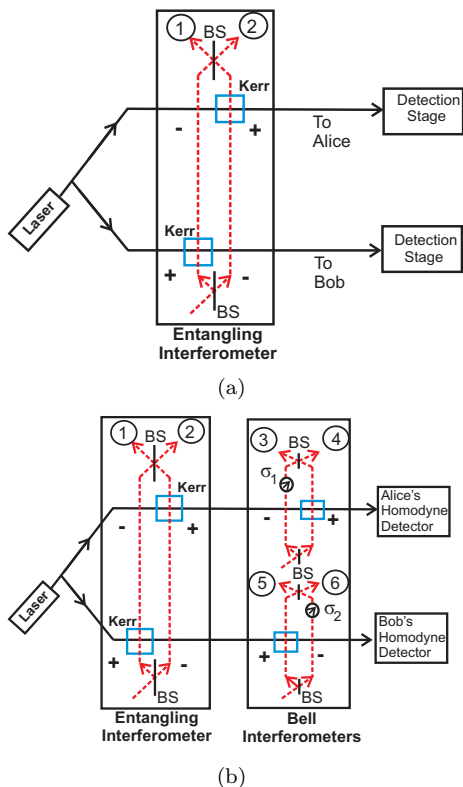 1 2
BS
Kerr
- +
To
Alice
Detection
Stage
Laser
Kerr
+ -
To
Bob
Detection
Stage
BS
Entangling
Interferometer
(a)
1 2
BS
Kerr
- +
3 4
BS
σ1
- +
Alice's
Homodyne
Detector
Laser
Kerr
+ -
BS
5 6
BS
σ2
+ -
BS
Bob's
Homodyne
Detector
Entangling
Interferometer
Bell
Interferometers
(b)